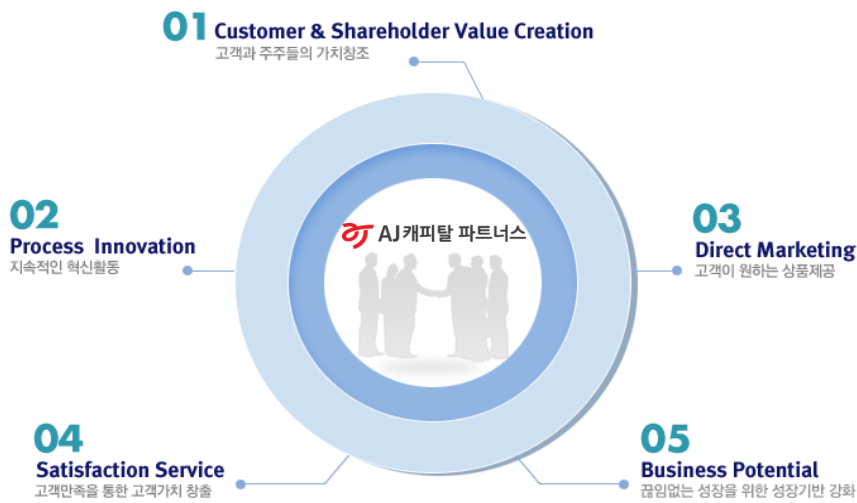 01 Customer & Shareholder Value Creation
고객과 주주들의 가치창조
02
Process Innovation
지속적인 혁신활동
AJ캐피탈 파트너스
03
Direct Marketing
고객이 원하는 상품제공
04
Satisfaction Service
고객만족을 통한 고객가치 창출
05
Business Potential
끊임없는 성장을 위한 성장기반 강화